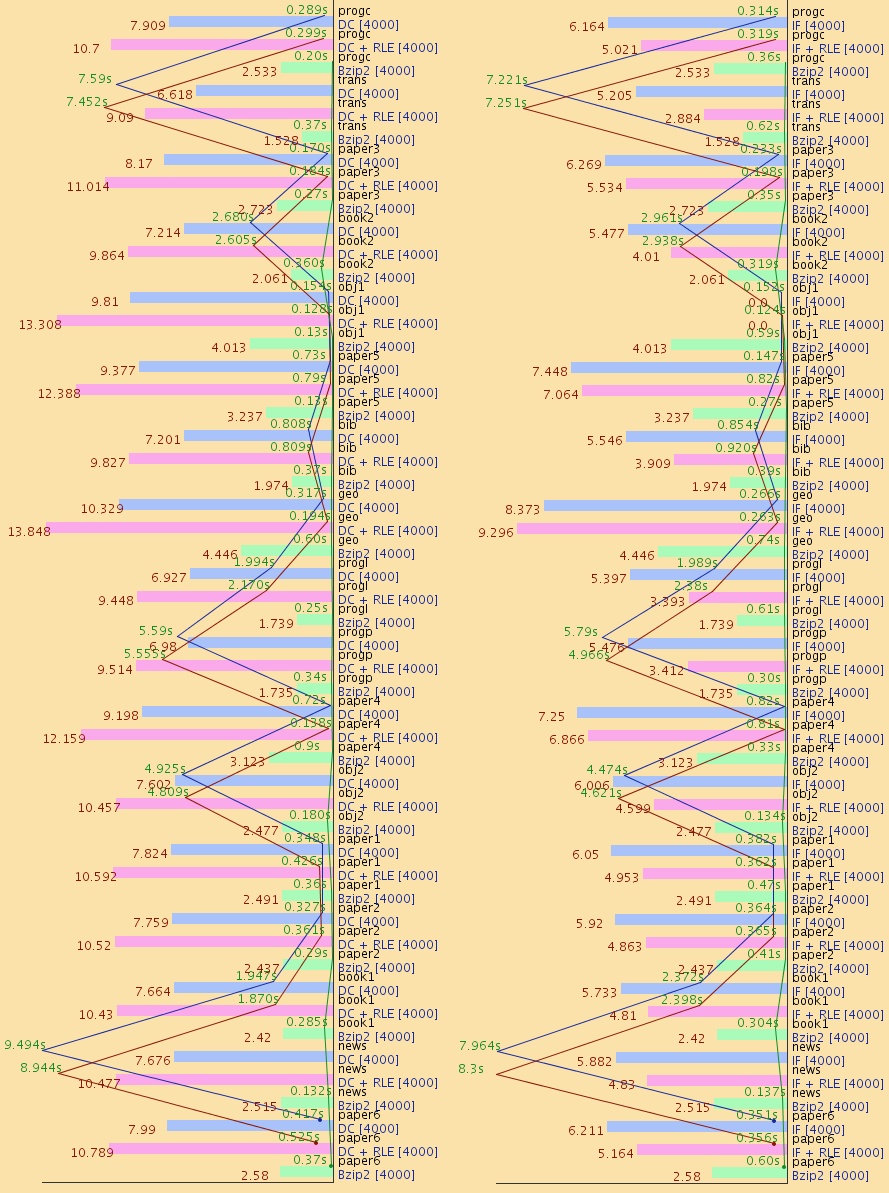 0.289s progc
7.909 DC [4000]
0.299s progc
10.7 DC + RLE [4000]
0.20s progc
2.533 Bzip2 [4000]
7.59s trans
6.618 DC [4000]
7.452s trans
9.09 DC + RLE [4000]
0.37s trans
1.528 Bzip2 [4000]
0.170s paper3
8.17 DC [4000]
0.184s paper3
11.014 DC + RLE [4000]
0.27s paper3
2.723 Bzip2 [4000]
2.680s book2
7.214 DC [4000]
2.605s book2
9.864 DC + RLE [4000]
0.360s book2
2.061 Bzip2 [4000]
0.154s obj1
9.81 DC [4000]
0.128s obj1
13.308 DC + RLE [4000]
0.13s obj1
4.013 Bzip2 [4000]
0.73s paper5
9.377 DC [4000]
0.79s paper5
12.388 DC + RLE [4000]
0.13s paper5
3.237 Bzip2 [4000]
0.808s bib
7.201 DC [4000]
0.809s bib
9.827 DC + RLE [4000]
0.37s bib
1.974 Bzip2 [4000]
0.317s geo
10.329 DC [4000]
0.194s geo
13.848 DC + RLE [4000]
0.60s geo
4.446 Bzip2 [4000]
1.994s progl
6.927 DC [4000]
2.170s progl
9.448 DC + RLE [4000]
0.25s progl
1.739 Bzip2 [4000]
5.59s progp
6.98 DC [4000]
5.555s progp
9.514 DC + RLE [4000]
0.34s progp
1.735 Bzip2 [4000]
0.72s paper4
9.198 DC [4000]
0.138s paper4
12.159 DC + RLE [4000]
0.9s paper4
3.123 Bzip2 [4000]
4.925s obj2
7.602 DC [4000]
4.809s obj2
10.457 DC + RLE [4000]
0.180s obj2
2.477 Bzip2 [4000]
0.348s paper1
7.824 DC [4000]
0.426s paper1
10.592 DC + RLE [4000]
0.36s paper1
2.491 Bzip2 [4000]
0.327s paper2
7.759 DC [4000]
0.361s paper2
10.52 DC + RLE [4000]
0.29s paper2
2.437 Bzip2 [4000]
1.947s book1
7.664 DC [4000]
1.870s book1
10.43 DC + RLE [4000]
0.285s book1
2.42 Bzip2 [4000]
9.494s news
7.676 DC [4000]
8.944s news
10.477 DC + RLE [4000]
0.132s news
2.515 Bzip2 [4000]
0.417s paper6
7.99 DC [4000]
0.525s paper6
10.789 DC + RLE [4000]
0.37s paper6
2.58 Bzip2 [4000]
0.314s progc
6.164 IF [4000]
0.319s progc
5.021 IF + RLE [4000]
0.36s progc
2.533 Bzip2 [4000]
7.221s trans
5.205 IF [4000]
7.251s trans
2.884 IF + RLE [4000]
0.62s trans
1.528 Bzip2 [4000]
0.233s paper3
6.269 IF [4000]
0.198s paper3
5.534 IF + RLE [4000]
0.35s paper3
2.723 Bzip2 [4000]
2.961s book2
5.477 IF [4000]
2.938s book2
4.01 IF + RLE [4000]
0.319s book2
2.061 Bzip2 [4000]
0.152s obj1
0.0 IF [4000]
0.124s obj1
0.0 IF + RLE [4000]
0.59s obj1
4.013 Bzip2 [4000]
0.147s paper5
7.448 IF [4000]
0.82s paper5
7.064 IF + RLE [4000]
0.27s paper5
3.237 Bzip2 [4000]
0.854s bib
5.546 IF [4000]
0.920s bib
3.909 IF + RLE [4000]
0.39s bib
1.974 Bzip2 [4000]
0.266s geo
8.373 IF [4000]
0.263s geo
9.296 IF + RLE [4000]
0.74s geo
4.446 Bzip2 [4000]
1.989s progl
5.397 IF [4000]
2.38s progl
3.393 IF + RLE [4000]
0.61s progl
1.739 Bzip2 [4000]
5.79s progp
5.476 IF [4000]
4.966s progp
3.412 IF + RLE [4000]
0.30s progp
1.735 Bzip2 [4000]
0.82s paper4
7.25 IF [4000]
0.81s paper4
6.866 IF + RLE [4000]
0.33s paper4
3.123 Bzip2 [4000]
4.474s obj2
6.006 IF [4000]
4.621s obj2
4.599 IF + RLE [4000]
0.134s obj2
2.477 Bzip2 [4000]
0.382s paper1
6.05 IF [4000]
0.362s paper1
4.953 IF + RLE [4000]
0.47s paper1
2.491 Bzip2 [4000]
0.364s paper2
5.92 IF [4000]
0.365s paper2
4.863 IF + RLE [4000]
0.41s paper2
2.437 Bzip2 [4000]
2.372s book1
5.733 IF [4000]
2.398s book1
4.81 IF + RLE [4000]
0.304s book1
2.42 Bzip2 [4000]
7.964s news
5.882 IF [4000]
8.3s news
4.83 IF + RLE [4000]
0.137s news
2.515 Bzip2 [4000]
0.351s paper6
6.211 IF [4000]
0.356s paper6
5.164 IF + RLE [4000]
0.60s paper6
2.58 Bzip2 [4000]